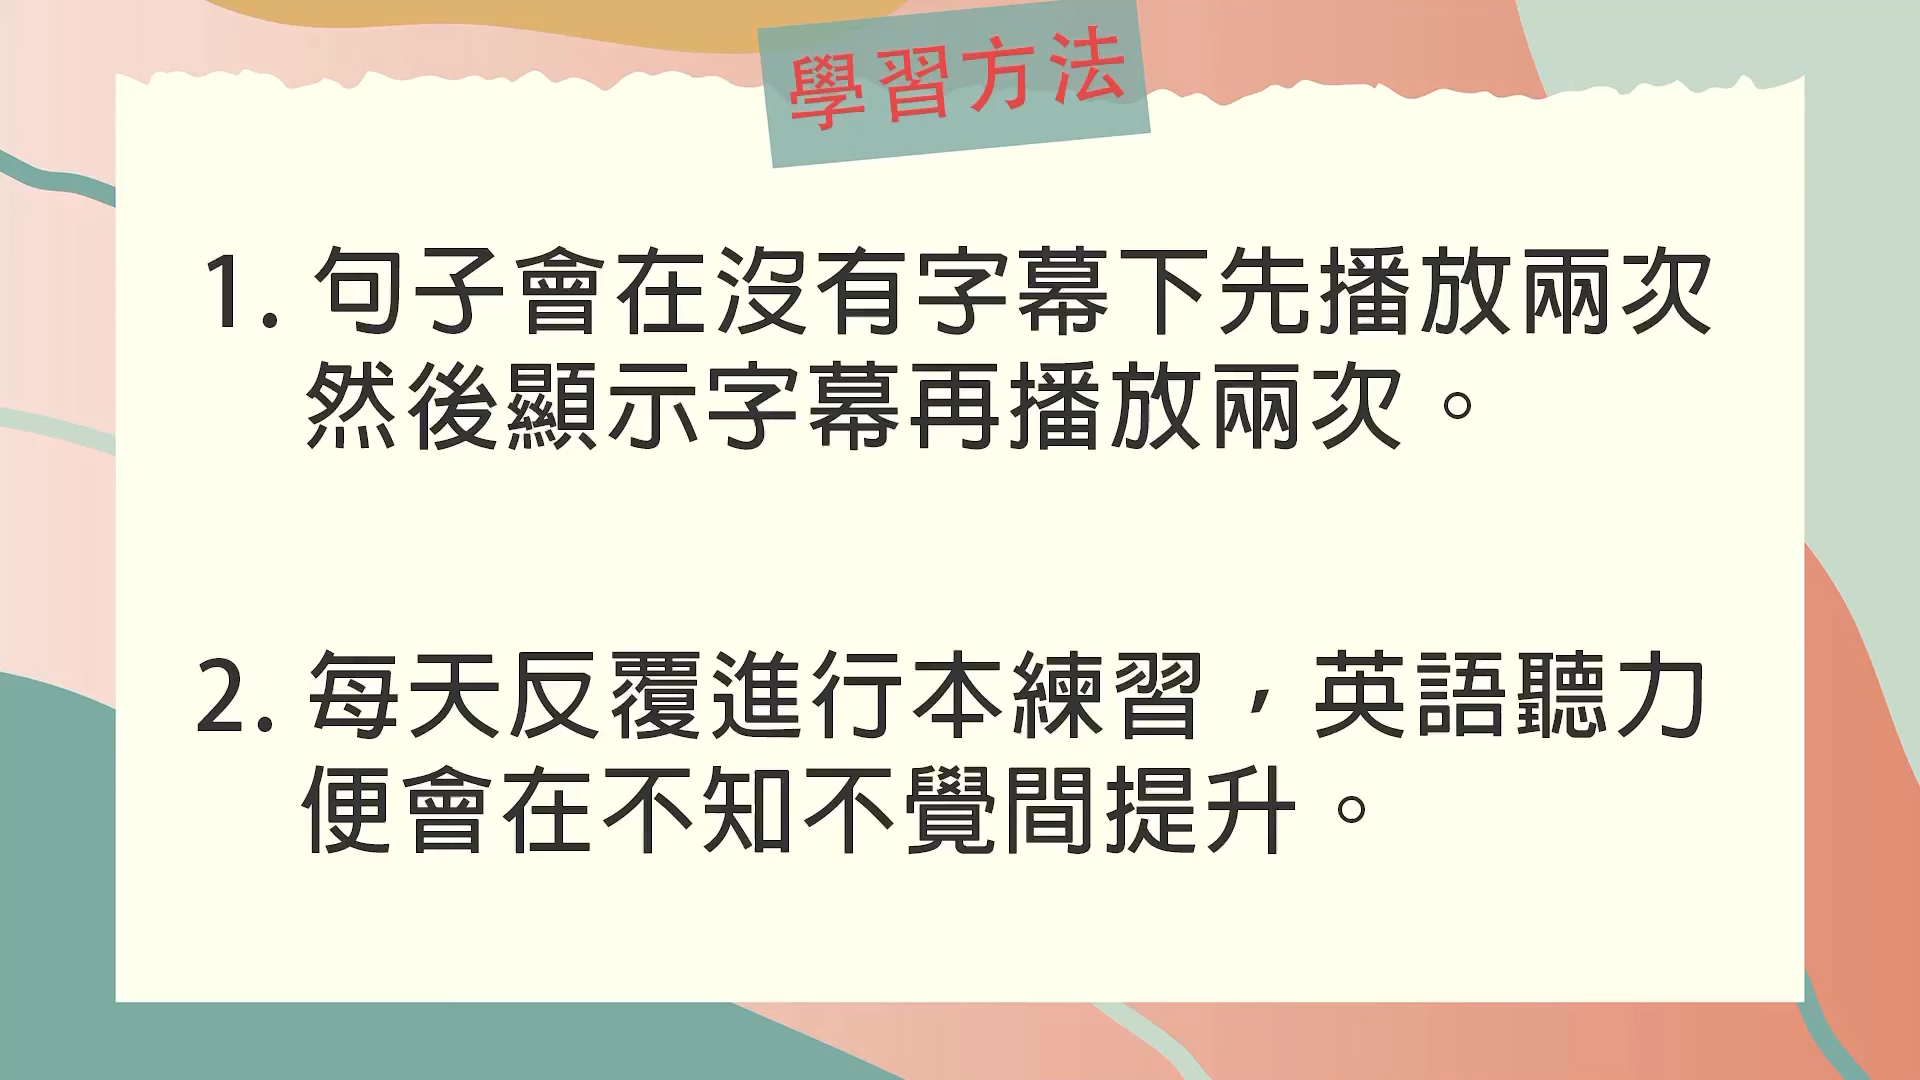 學習方法
1. 句子會在沒有字幕下先播放兩次
然後顯示字幕再播放兩次。
2. 每天反覆進行本練習，英語聽力
便會在不知不覺間提升。